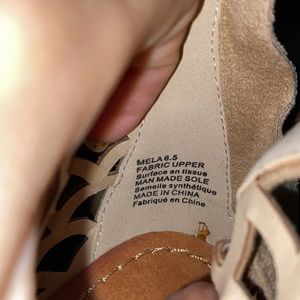 MELA 6.5
FABRIC UPPER
Surface en tissue
MAN MADE SOLE
Semelle synthétique
MADE IN CHINA
Fabriqué en Chine